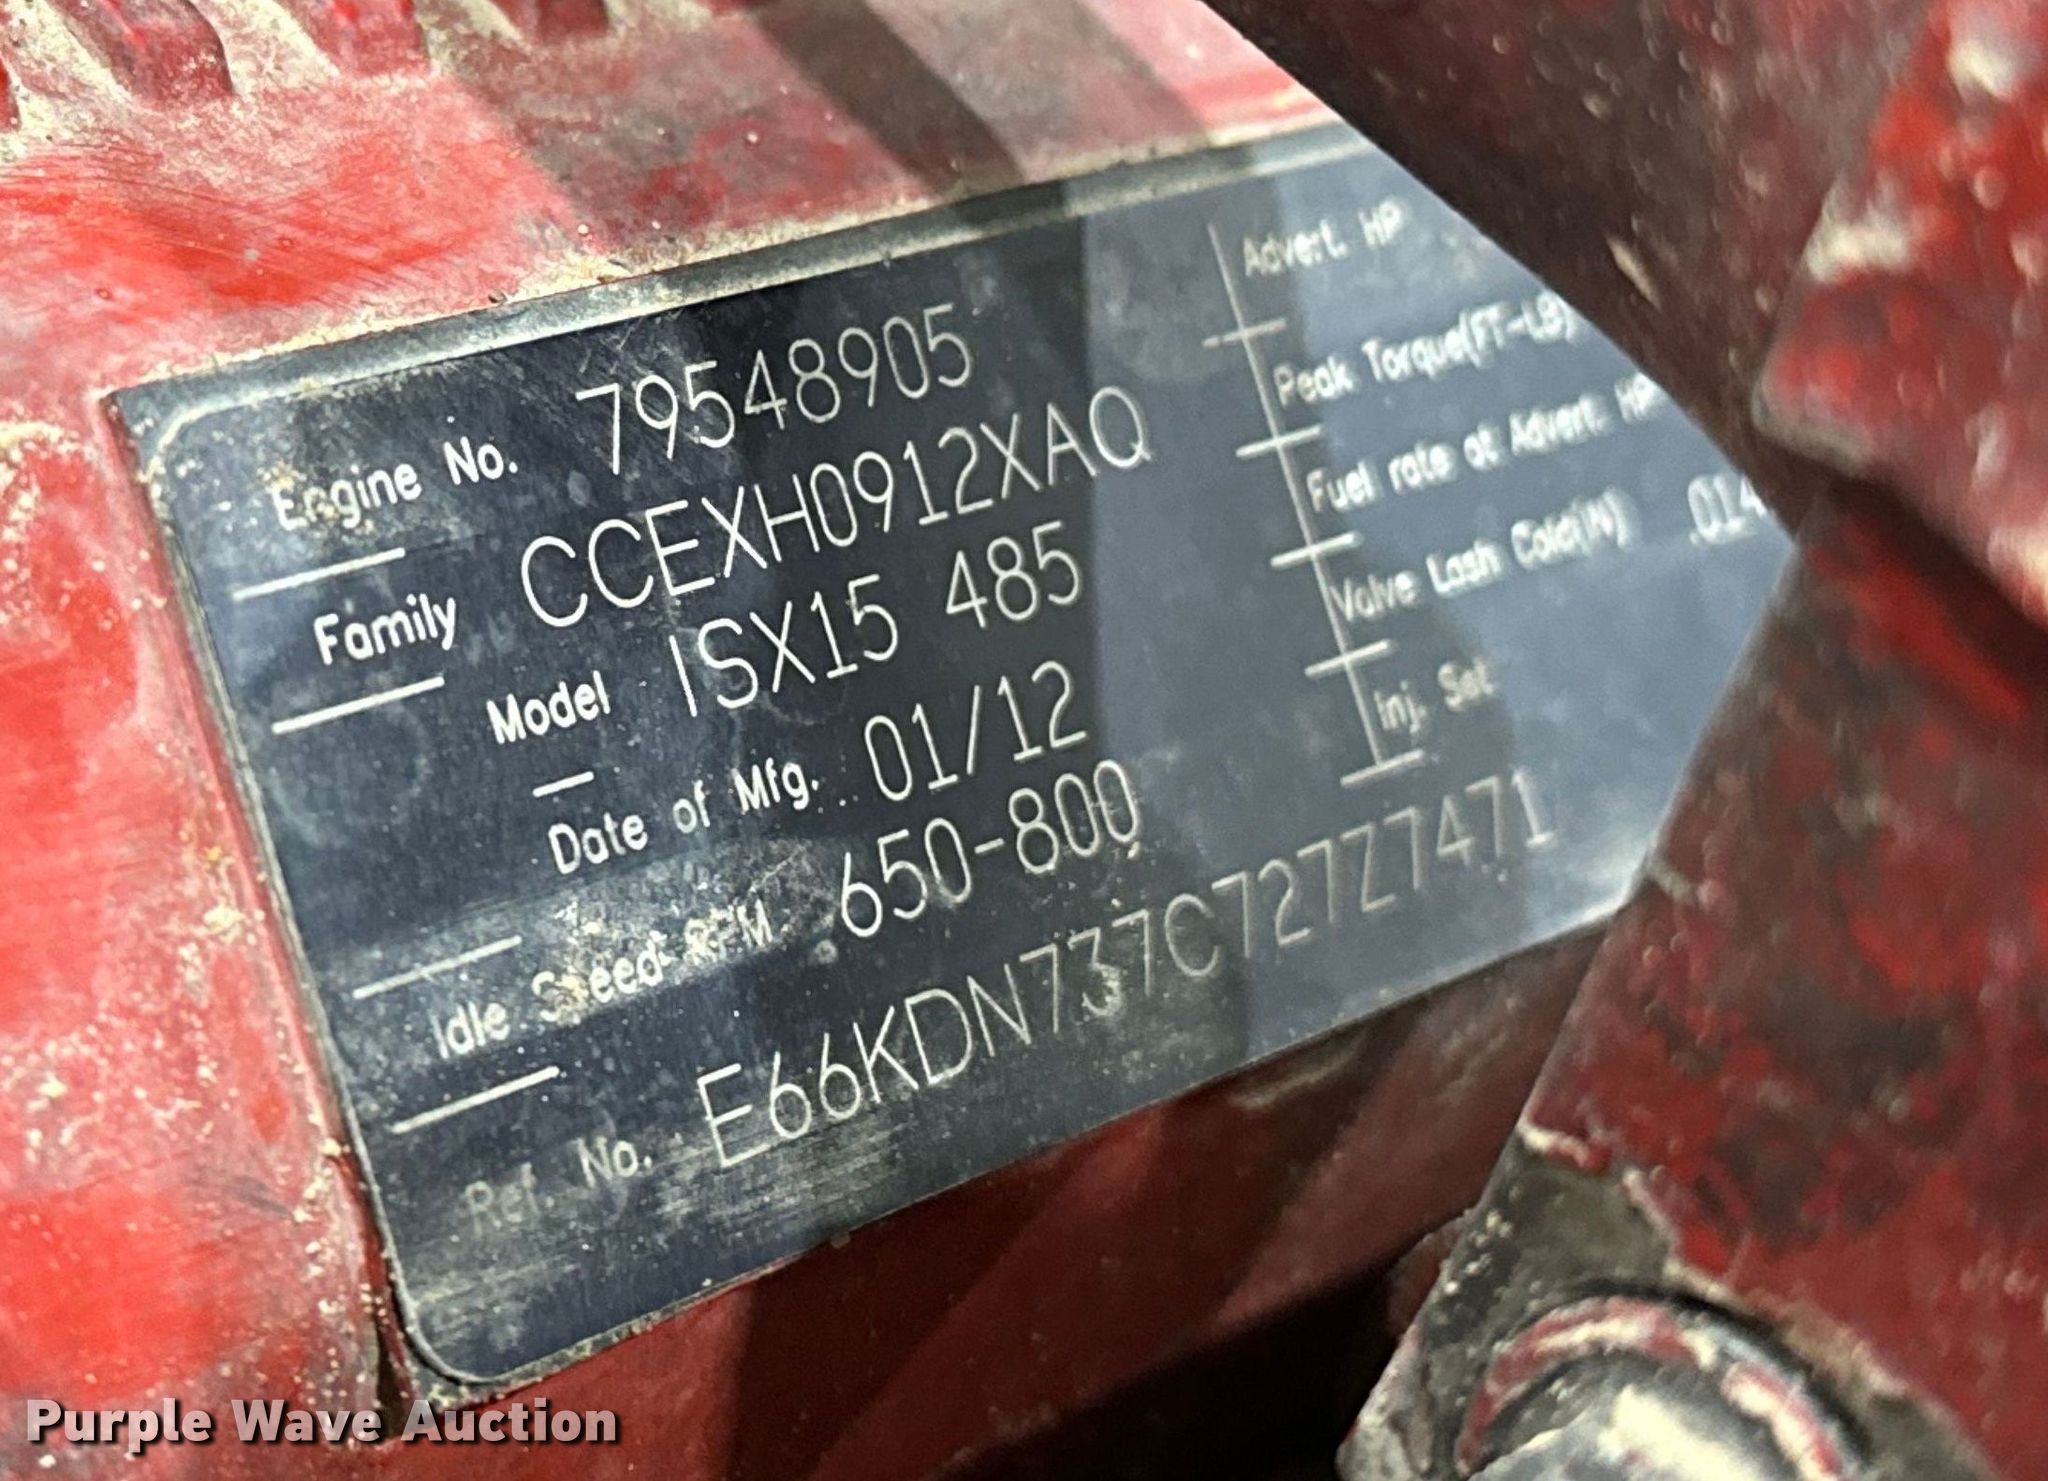 Engine No. 79548905
Family CCEXH0912XAQ
Model ISX15 485
Date of Mfg. 01/12
Idle Speed-RPM 650-800
Ref. No. E66KDN737C727Z7471
Advert. HP
Peak Torque(FT-LB)
Fuel rate at Advert. HP
Valve Lash Cold(IN) .014
Inj. Set
Purple Wave Auction